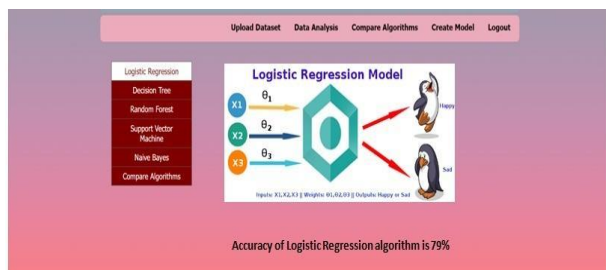 Upload Dataset Data Analysis Compare Algorithms Create Model Logout
Logistic Regression
Decision Tree
Random Forest
Support Vector
Machine
Naive Bayes
Compare Algorithms
Logistic Regression Model
X1 θ1
X2 θ2
X3 θ3
Happy
Sad
Inputs: X1,X2,X3 || Weights: Θ1,Θ2,Θ3 || Outputs: Happy or Sad
Accuracy of Logistic Regression algorithm is 79%